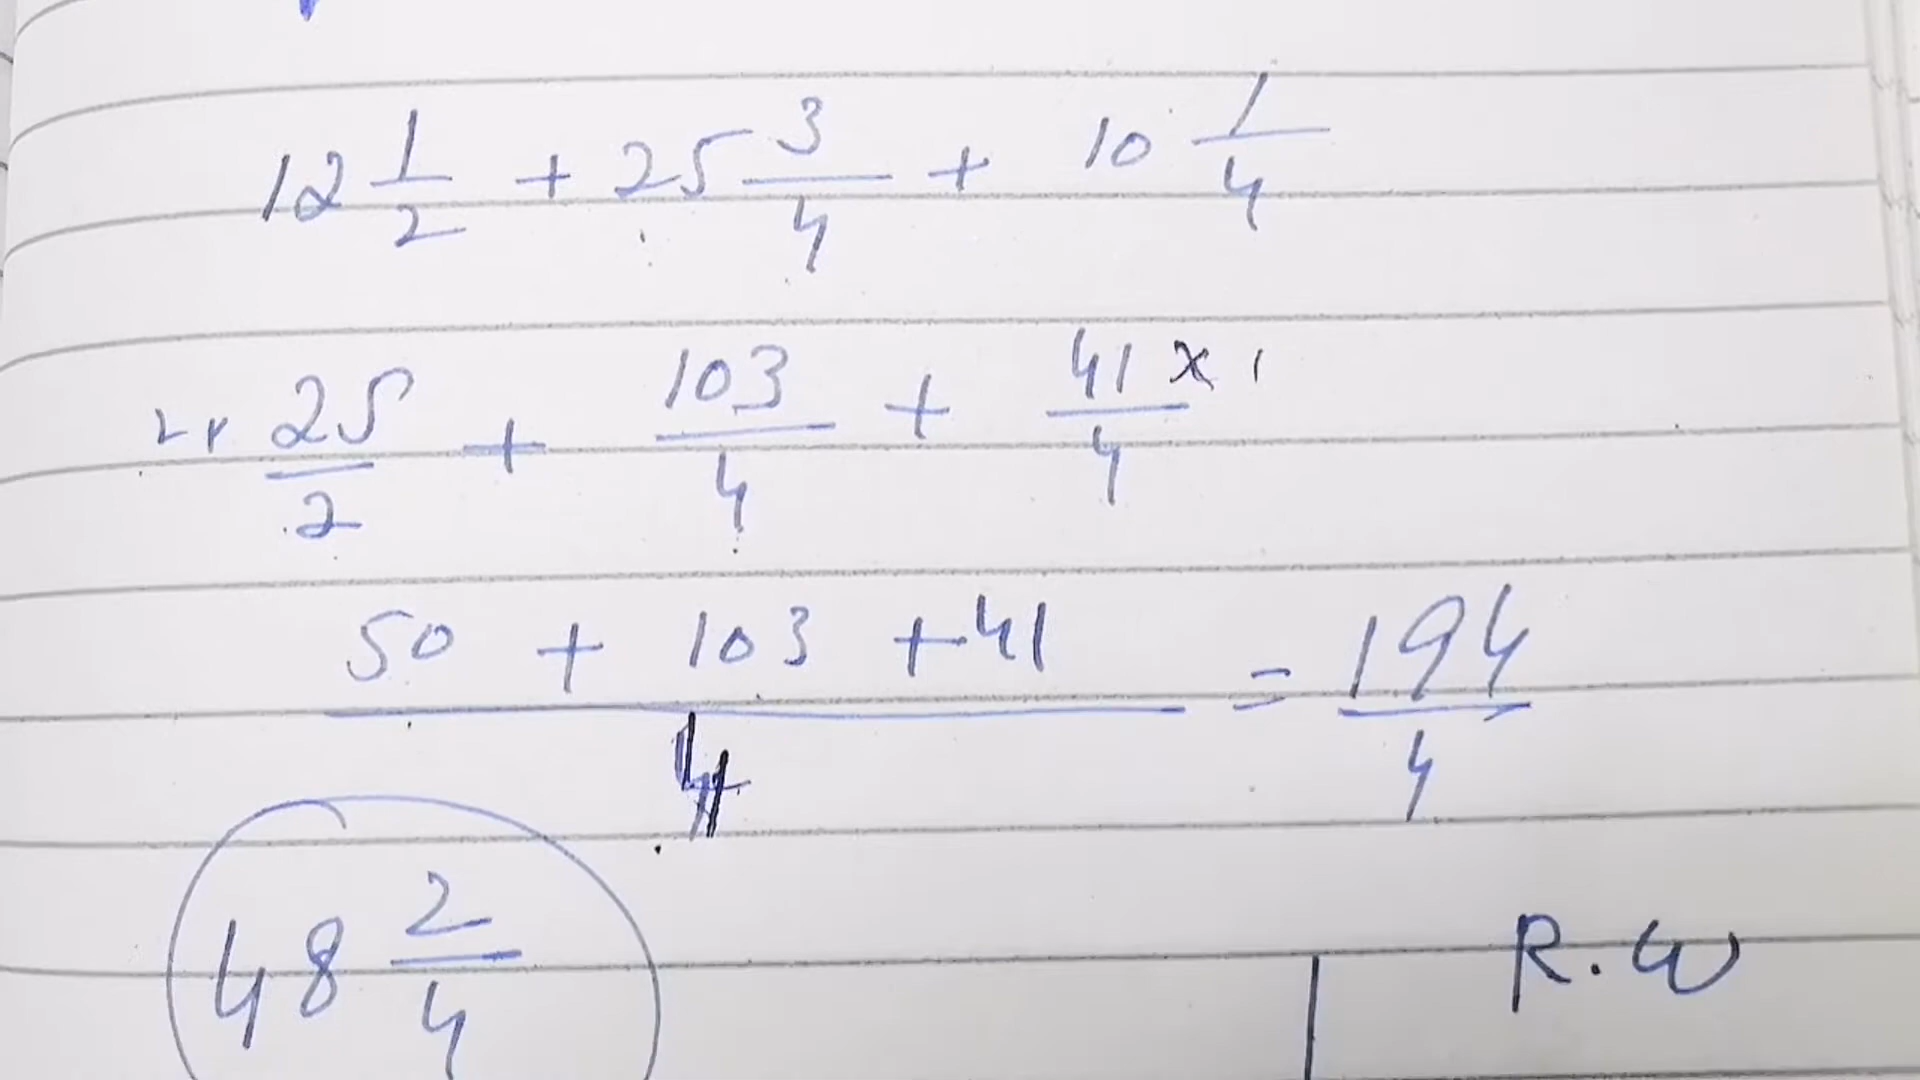 12 1/2 + 25 3/4 + 10 1/4
25/2 + 103/4 + 41/4 x 1
50 + 103 + 41 / 4 = 194/4
48 2/4
R.W